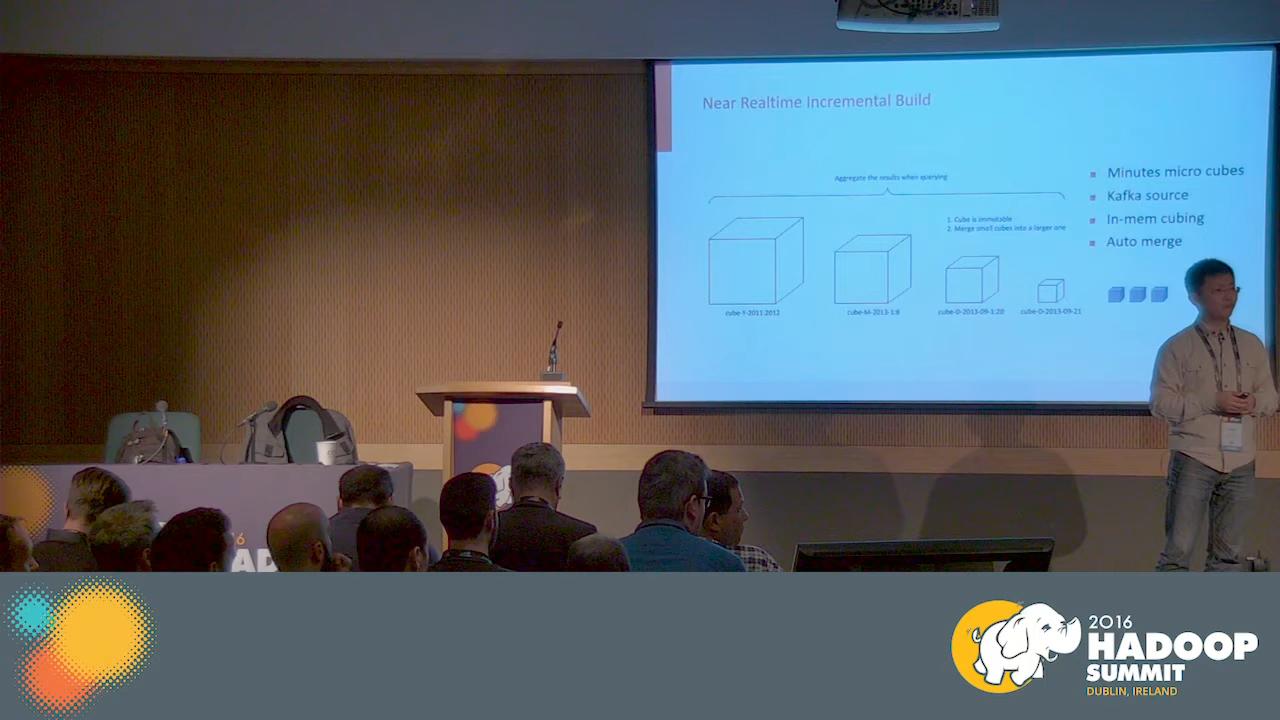 Near Realtime Incremental Build
Aggregate the results when querying
1. Cube is immutable
2. Merge small cubes into a larger one
cube-Y-2011:2012
cube-M-2013-1:8
cube-D-2013-09-1:20
cube-D-2013-09-21
Minutes micro cubes
Kafka source
In-mem cubing
Auto merge
2016
HADOOP
SUMMIT
DUBLIN, IRELAND